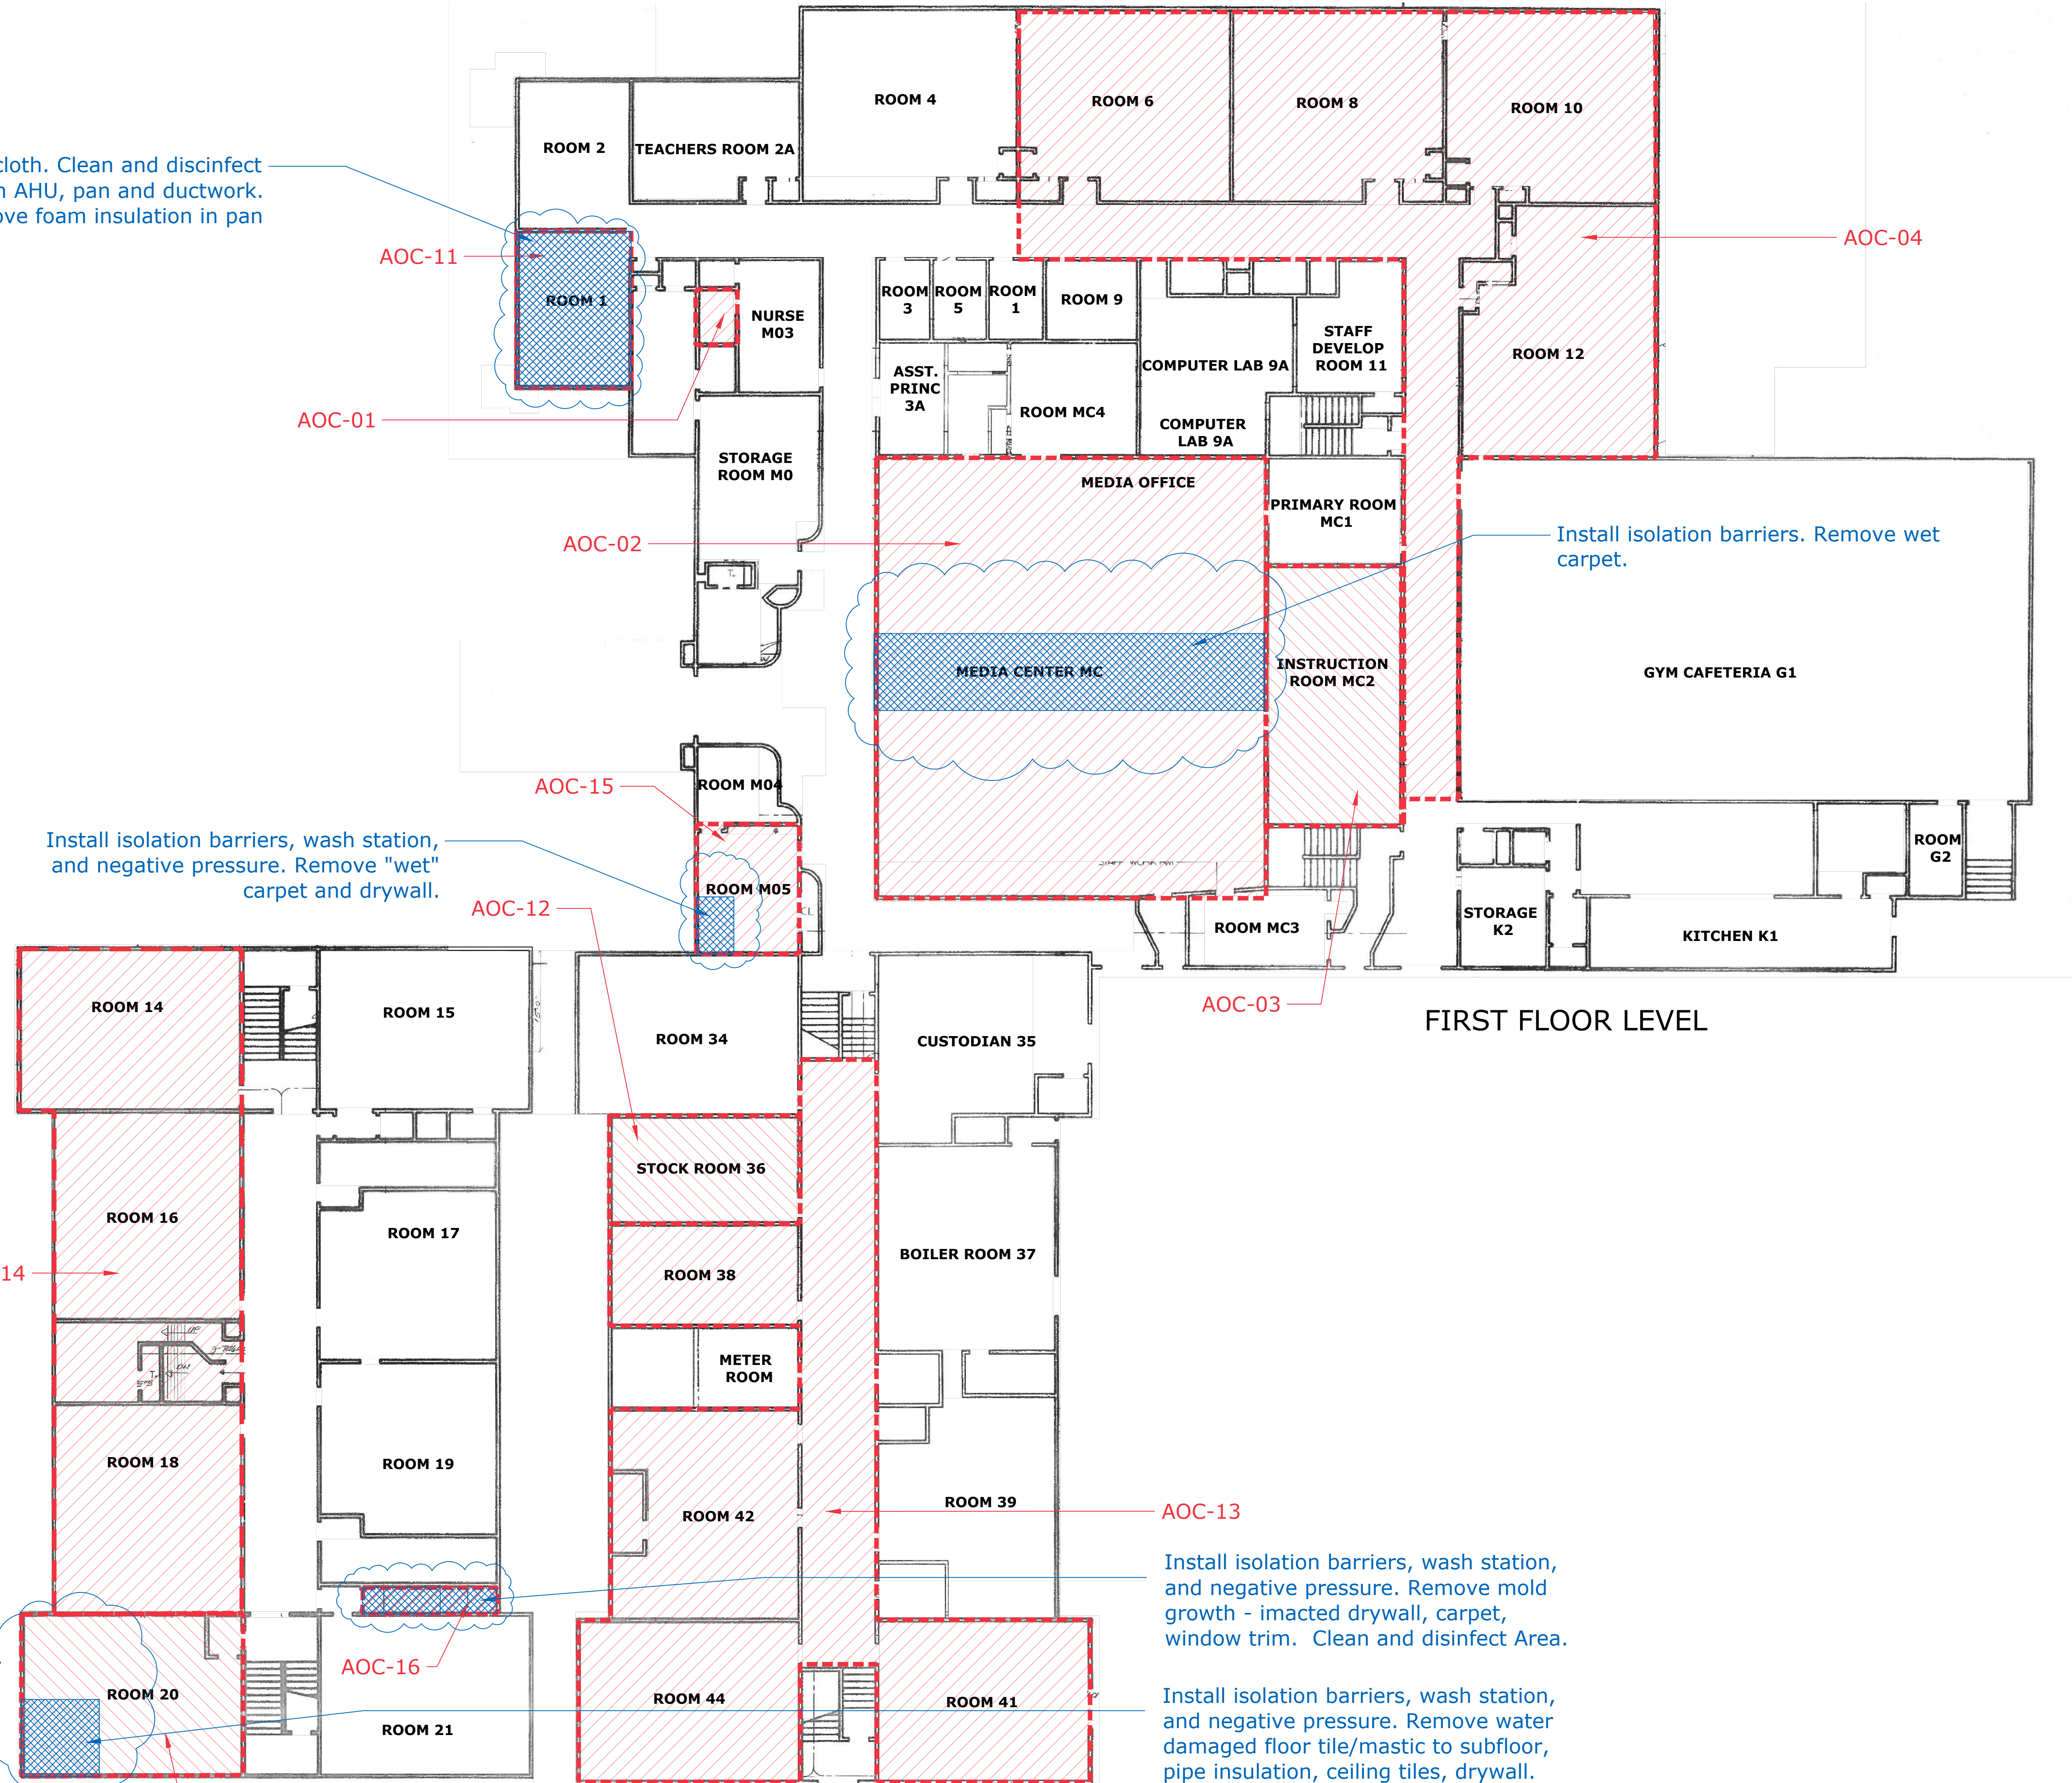 ROOM 4
ROOM 6
ROOM 8
ROOM 10
ROOM 2
TEACHERS ROOM 2A
cloth. Clean and discinfect
AHU, pan and ductwork.
foam insulation in pan
AOC-11
AOC-04
ROOM 1
NURSE
M03
ROOM
3
ROOM
5
ROOM
1
ROOM 9
STAFF
DEVELOP
ROOM 11
ROOM 12
COMPUTER LAB 9A
ASST.
PRINC
3A
ROOM MC4
COMPUTER
LAB 9A
AOC-01
STORAGE
ROOM M0
MEDIA OFFICE
PRIMARY ROOM
MC1
AOC-02
Install isolation barriers. Remove wet
carpet.
MEDIA CENTER MC
INSTRUCTION
ROOM MC2
GYM CAFETERIA G1
ROOM M04
AOC-15
Install isolation barriers, wash station,
and negative pressure. Remove "wet"
carpet and drywall.
ROOM M05
CL
ROOM
G2
AOC-12
STORAGE
K2
ROOM MC3
KITCHEN K1
AOC-03
FIRST FLOOR LEVEL
ROOM 14
ROOM 15
ROOM 34
CUSTODIAN 35
STOCK ROOM 36
ROOM 16
ROOM 17
ROOM 38
BOILER ROOM 37
14
UP
DN
METER
ROOM
ROOM 18
ROOM 19
ROOM 42
ROOM 39
AOC-13
Install isolation barriers, wash station,
and negative pressure. Remove mold
growth - imacted drywall, carpet,
window trim.  Clean and disinfect Area.
AOC-16
ROOM 20
ROOM 21
ROOM 44
ROOM 41
Install isolation barriers, wash station,
and negative pressure. Remove water
damaged floor tile/mastic to subfloor,
pipe insulation, ceiling tiles, drywall.